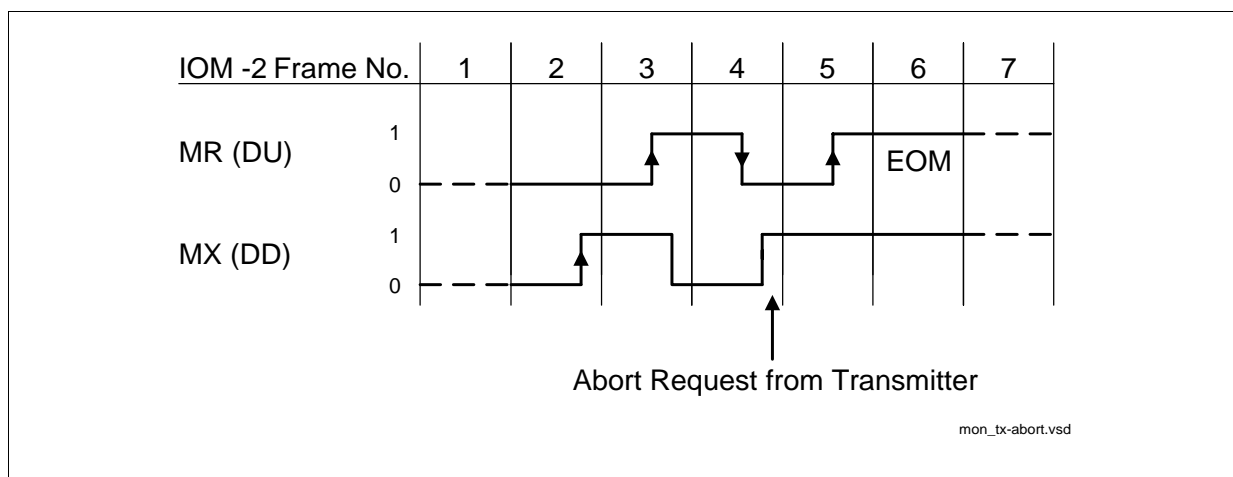 IOM -2 Frame No. 1 2 3 4 5 6 7
1
MR (DU)
0
EOM
1
MX (DD)
0
Abort Request from Transmitter
mon_tx-abort.vsd